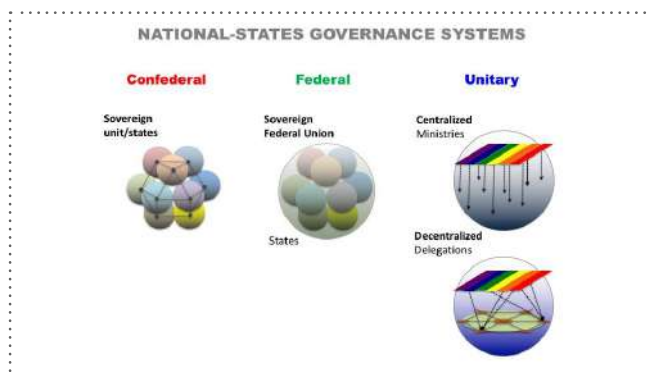 NATIONAL-STATES GOVERNANCE SYSTEMS
Confederal
Federal
Unitary
Sovereign
unit/states
Sovereign
Federal Union
States
Centralized
Ministries
Decentralized
Delegations